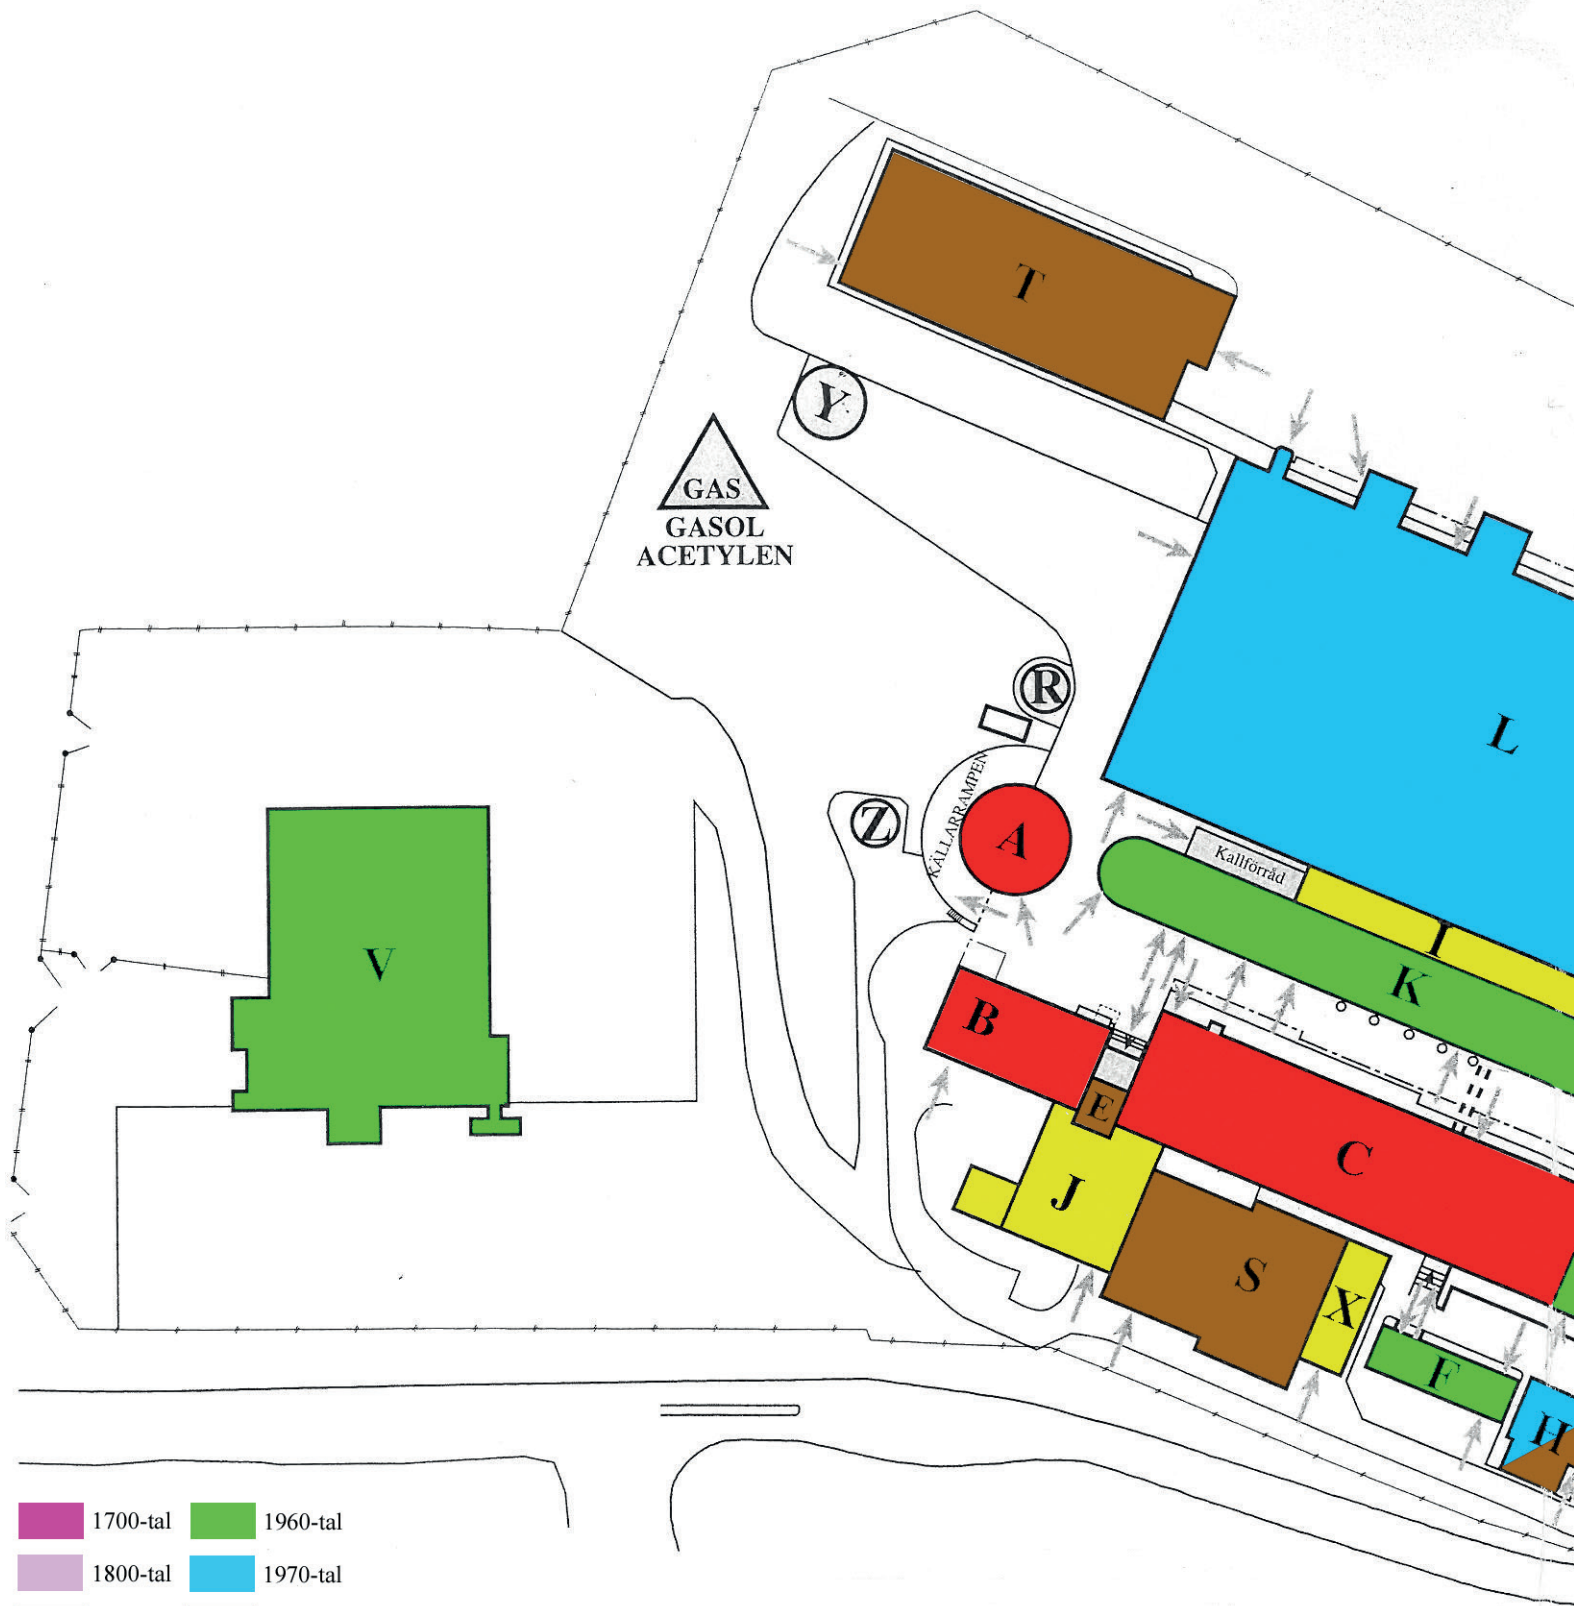 T
Y
GAS
GASOL
ACETYLEN
R
L
Z
KÄLLARRAMPEN
A
Kallförråd
I
V
K
B
E
C
J
S
X
F
H
1700-tal
1960-tal
1800-tal
1970-tal